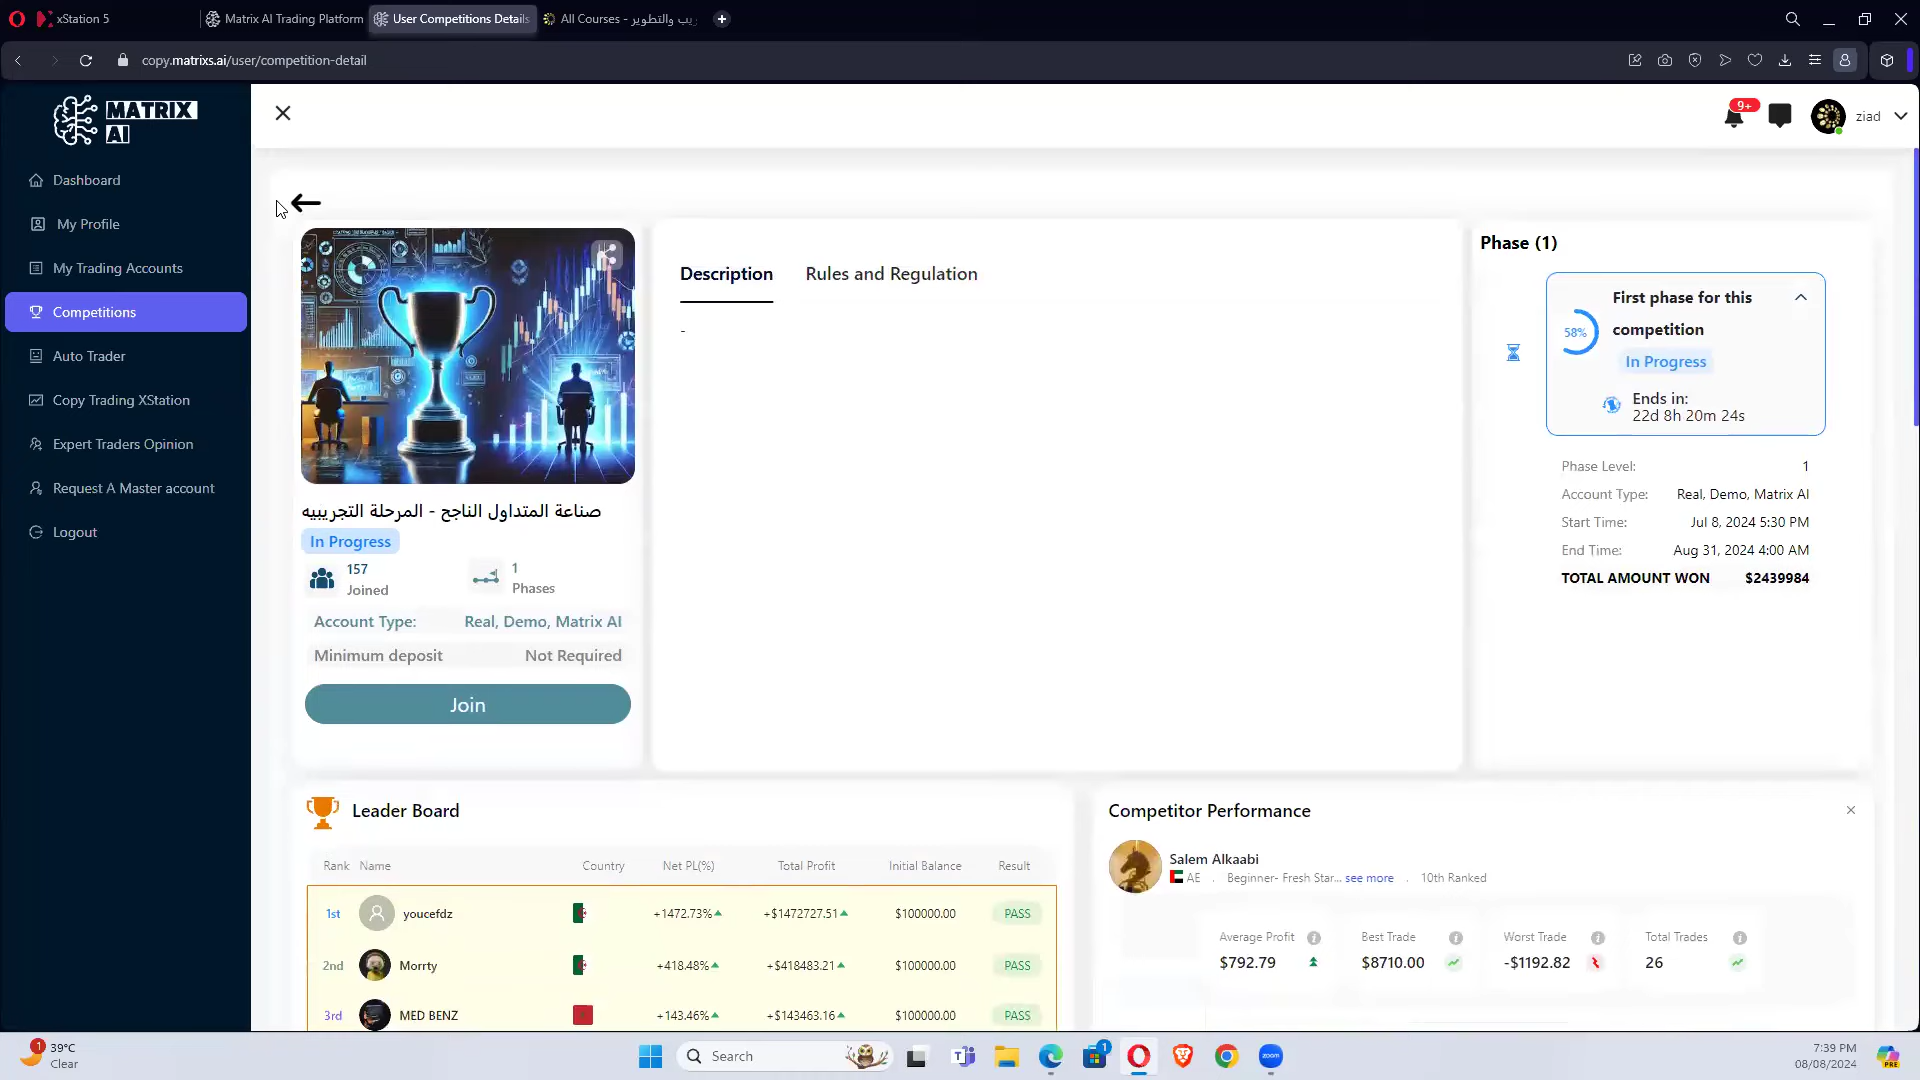 xStation 5
Matrix AI Trading Platform
User Competitions Details
All Courses - ريب والتطوير
copy.matrixs.ai/user/competition-detail
MATRIX
AI
9+
ziad
Dashboard
My Profile
My Trading Accounts
Competitions
Auto Trader
Copy Trading XStation
Expert Traders Opinion
Request A Master account
Logout
صناعة المتداول الناجح - المرحلة التجريبيه
In Progress
157
Joined
1
Phases
Account Type: Real, Demo, Matrix AI
Minimum deposit Not Required
Join
Description Rules and Regulation
-
Phase (1)
58%
First phase for this
competition
In Progress
Ends in:
22d 8h 20m 24s
Phase Level: 1
Account Type: Real, Demo, Matrix AI
Start Time: Jul 8, 2024 5:30 PM
End Time: Aug 31, 2024 4:00 AM
TOTAL AMOUNT WON $2439984
Leader Board
Rank Name Country Net PL(%) Total Profit Initial Balance Result
1st youcefdz +1472.73% +$1472727.51 $100000.00 PASS
2nd Morrty +418.48% +$418483.21 $100000.00 PASS
3rd MED BENZ +143.46% +$143463.16 $100000.00 PASS
Competitor Performance
Salem Alkaabi
AE . Beginner- Fresh Star... see more . 10th Ranked
Average Profit Best Trade Worst Trade Total Trades
$792.79 $8710.00 -$1192.82 26
1
39°C
Clear
Search
1
zoom
7:39 PM
08/08/2024
PRE